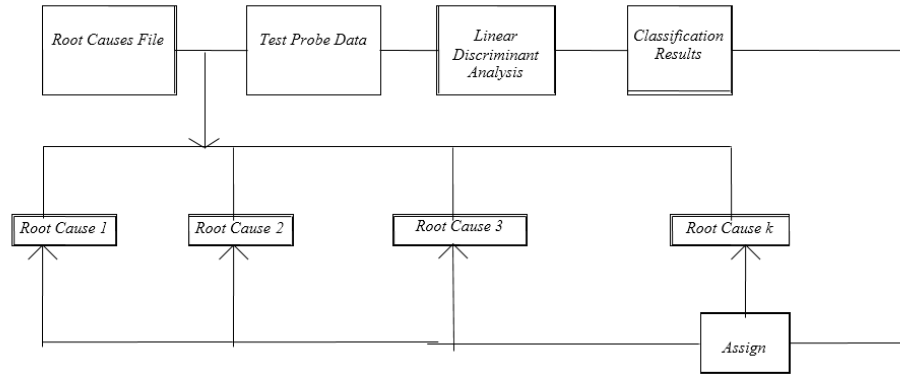 Root Causes File
Test Probe Data
Linear
Discriminant
Analysis
Classification
Results
Root Cause 1
Root Cause 2
Root Cause 3
Root Cause k
Assign